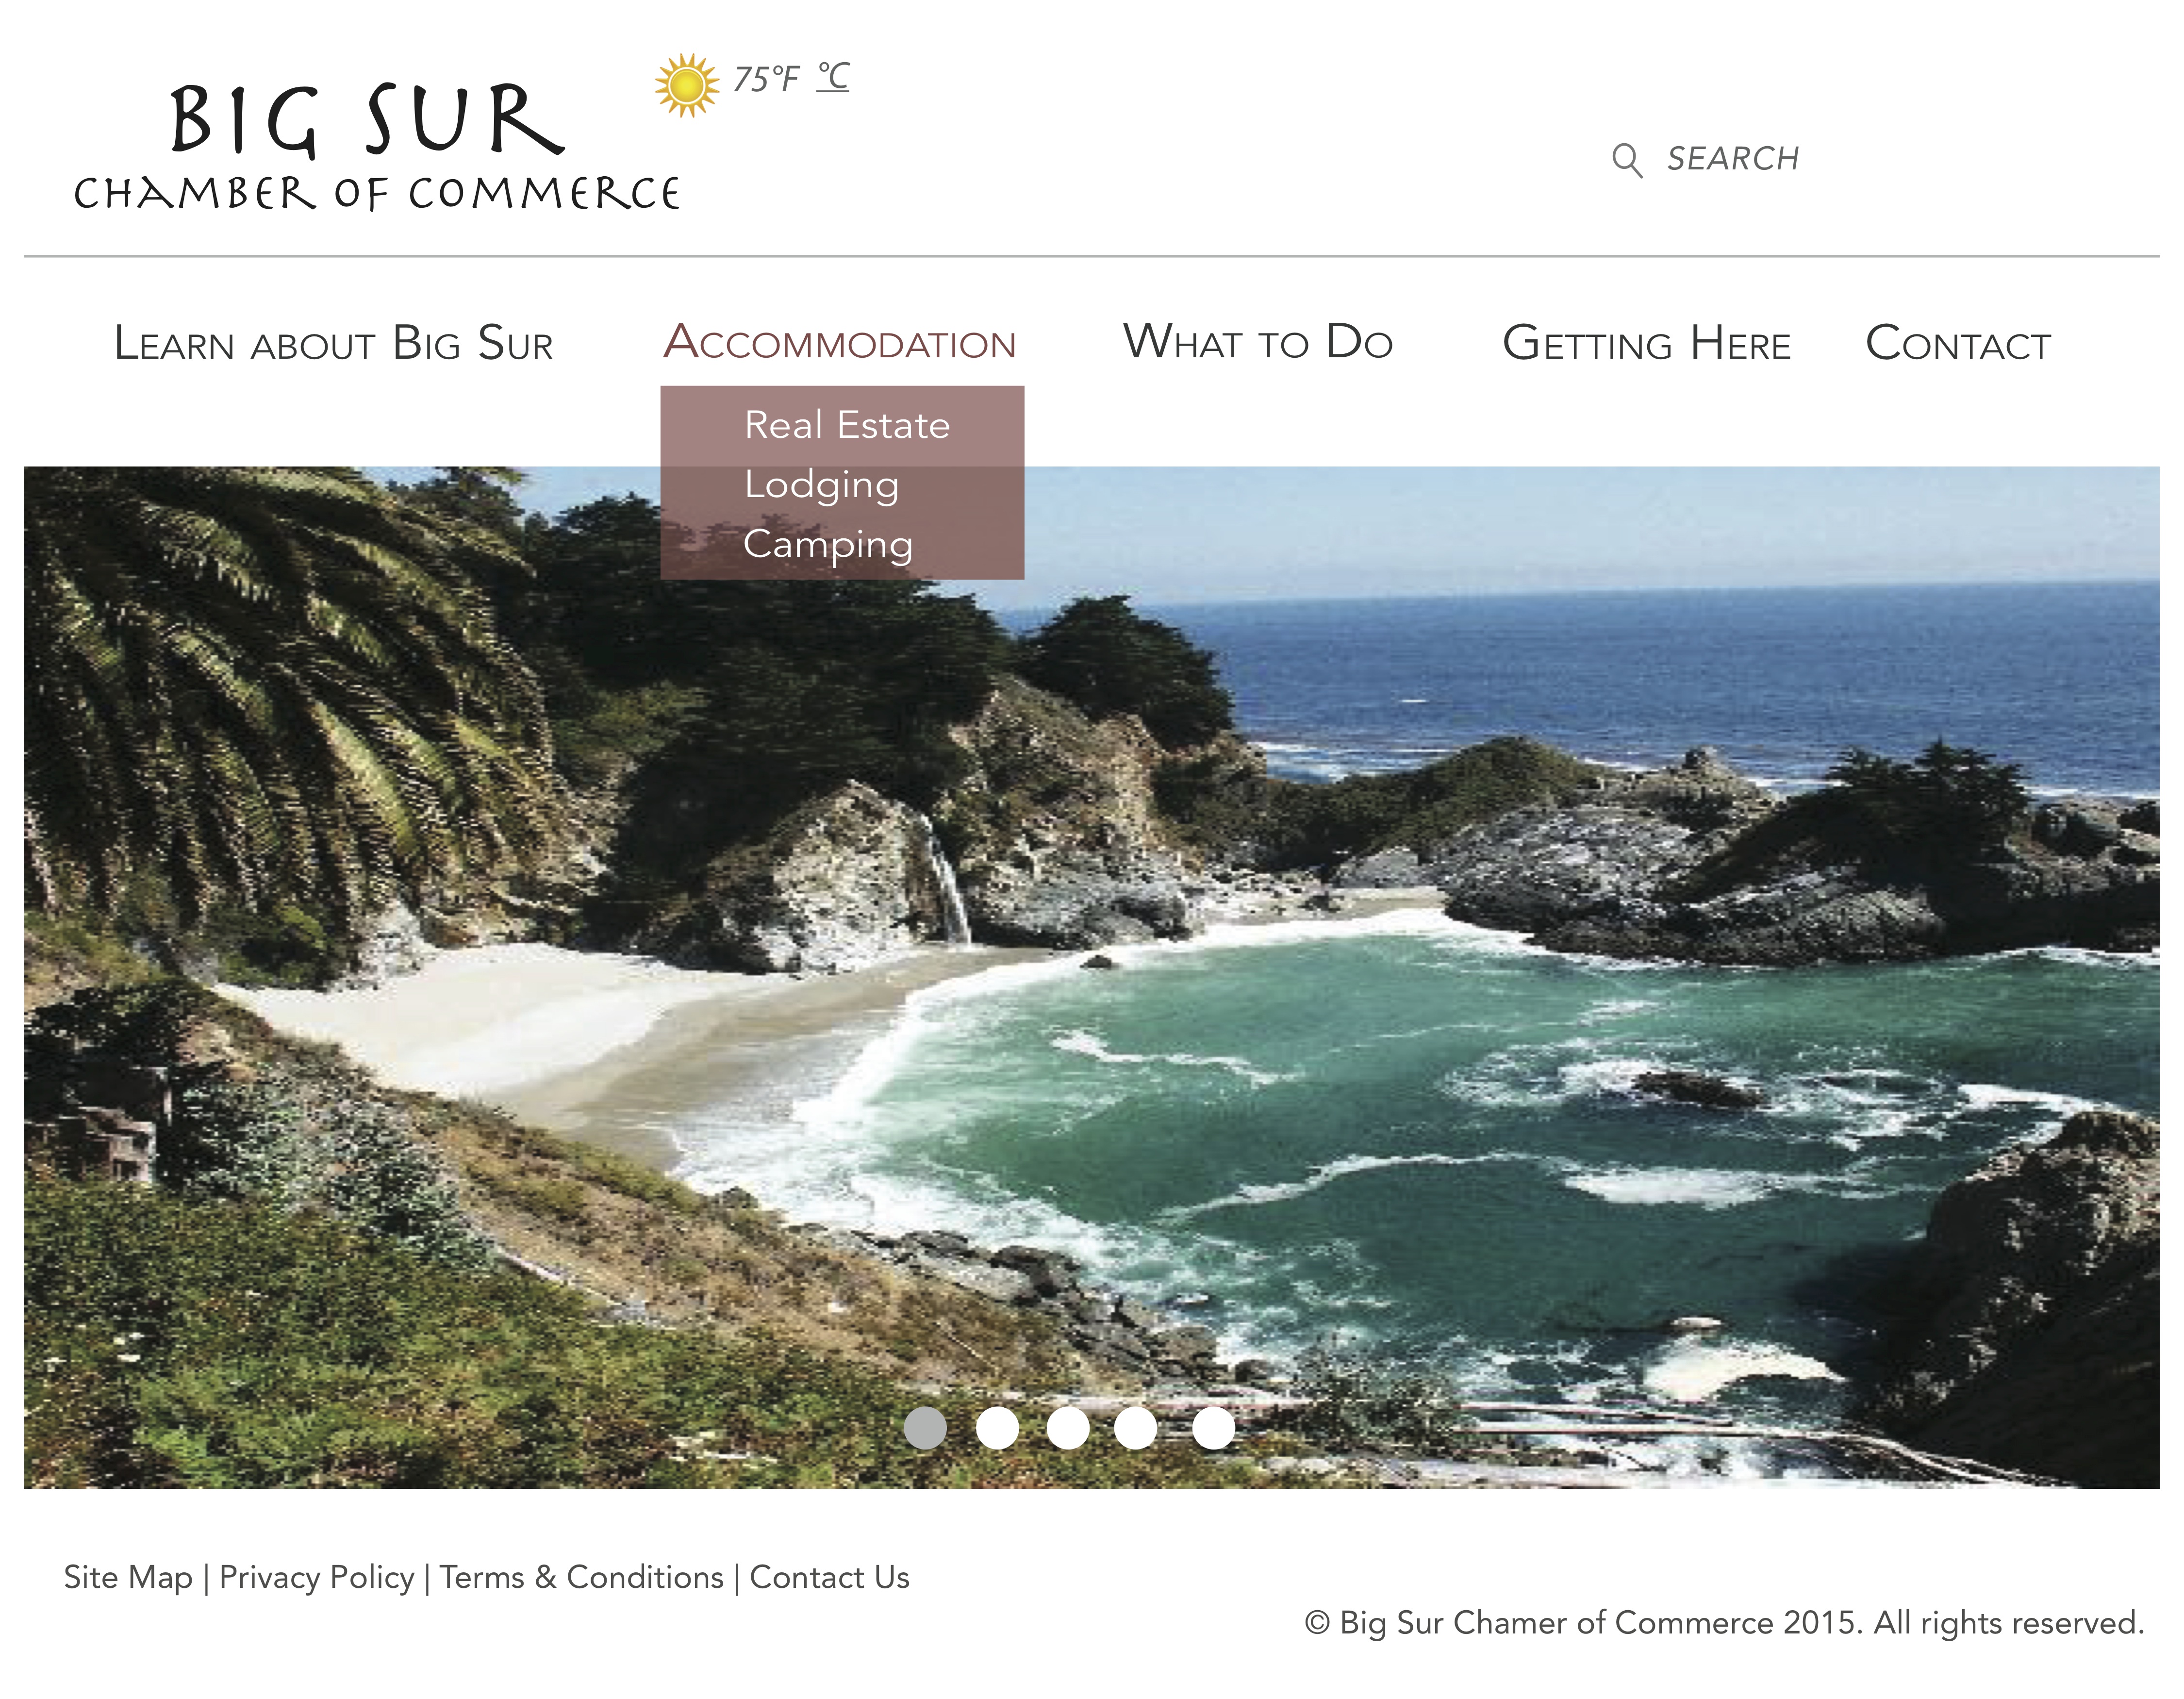 75°F °C
BIG SUR
CHAMBER OF COMMERCE
SEARCH
Learn about Big Sur
Accommodation
What to Do
Getting Here
Contact
Real Estate
Lodging
Camping
Site Map | Privacy Policy | Terms & Conditions | Contact Us
© Big Sur Chamer of Commerce 2015. All rights reserved.